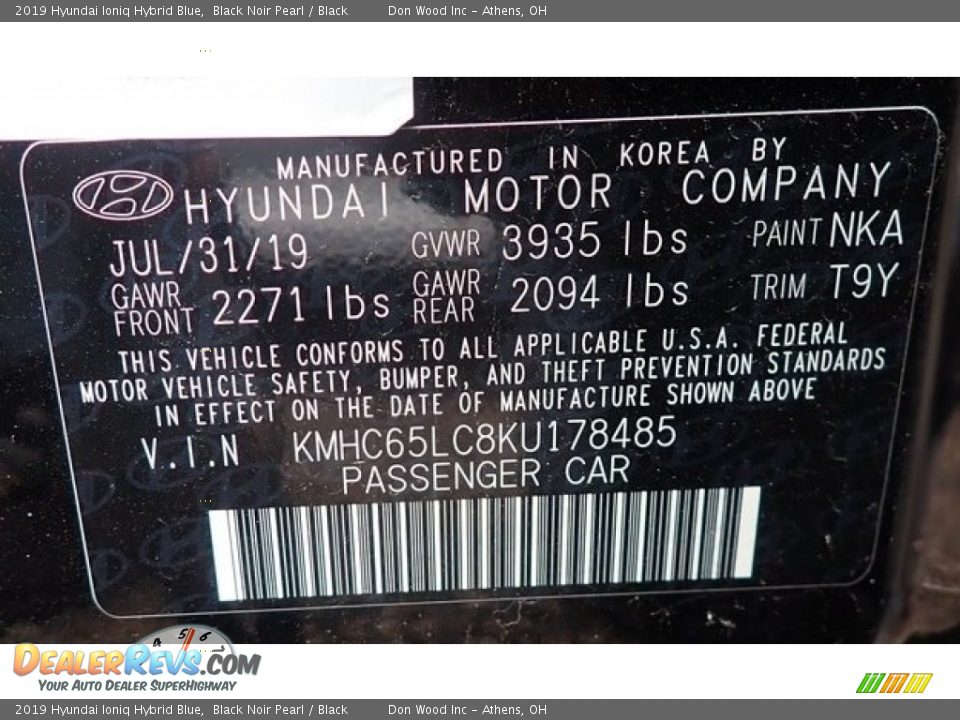 2019 Hyundai Ioniq Hybrid Blue, Black Noir Pearl / Black Don Wood Inc - Athens, OH
MANUFACTURED IN KOREA BY
HYUNDAI MOTOR COMPANY
JUL/31/19 GVWR 3935 lbs PAINT NKA
GAWR FRONT 2271 lbs GAWR REAR 2094 lbs TRIM T9Y
THIS VEHICLE CONFORMS TO ALL APPLICABLE U.S.A. FEDERAL
MOTOR VEHICLE SAFETY, BUMPER, AND THEFT PREVENTION STANDARDS
IN EFFECT ON THE DATE OF MANUFACTURE SHOWN ABOVE
V.I.N KMHC65LC8KU178485
PASSENGER CAR
4 5 6
DEALERREVS.COM
YOUR AUTO DEALER SUPERHIGHWAY
2019 Hyundai Ioniq Hybrid Blue, Black Noir Pearl / Black Don Wood Inc - Athens, OH